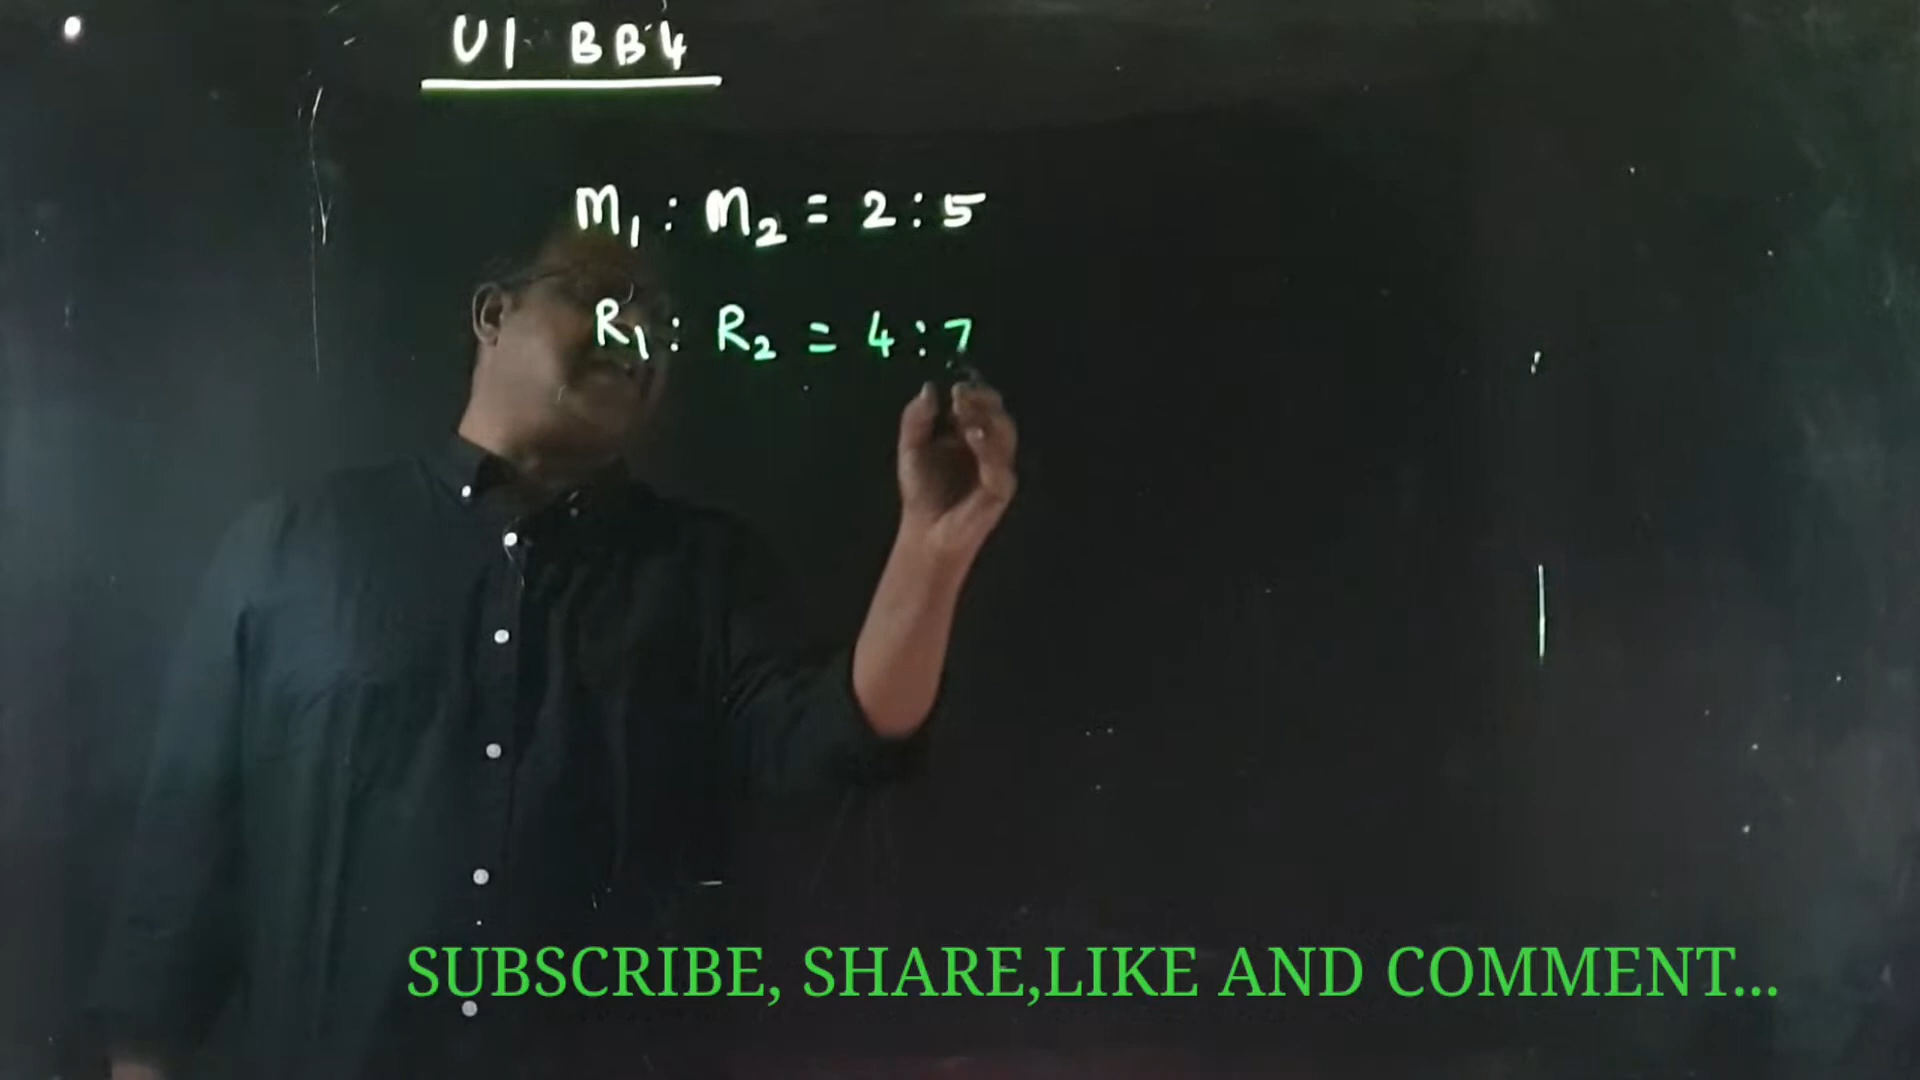 U1 BB4
M1 : M2 = 2 : 5
R1 : R2 = 4 : 7
SUBSCRIBE, SHARE,LIKE AND COMMENT...